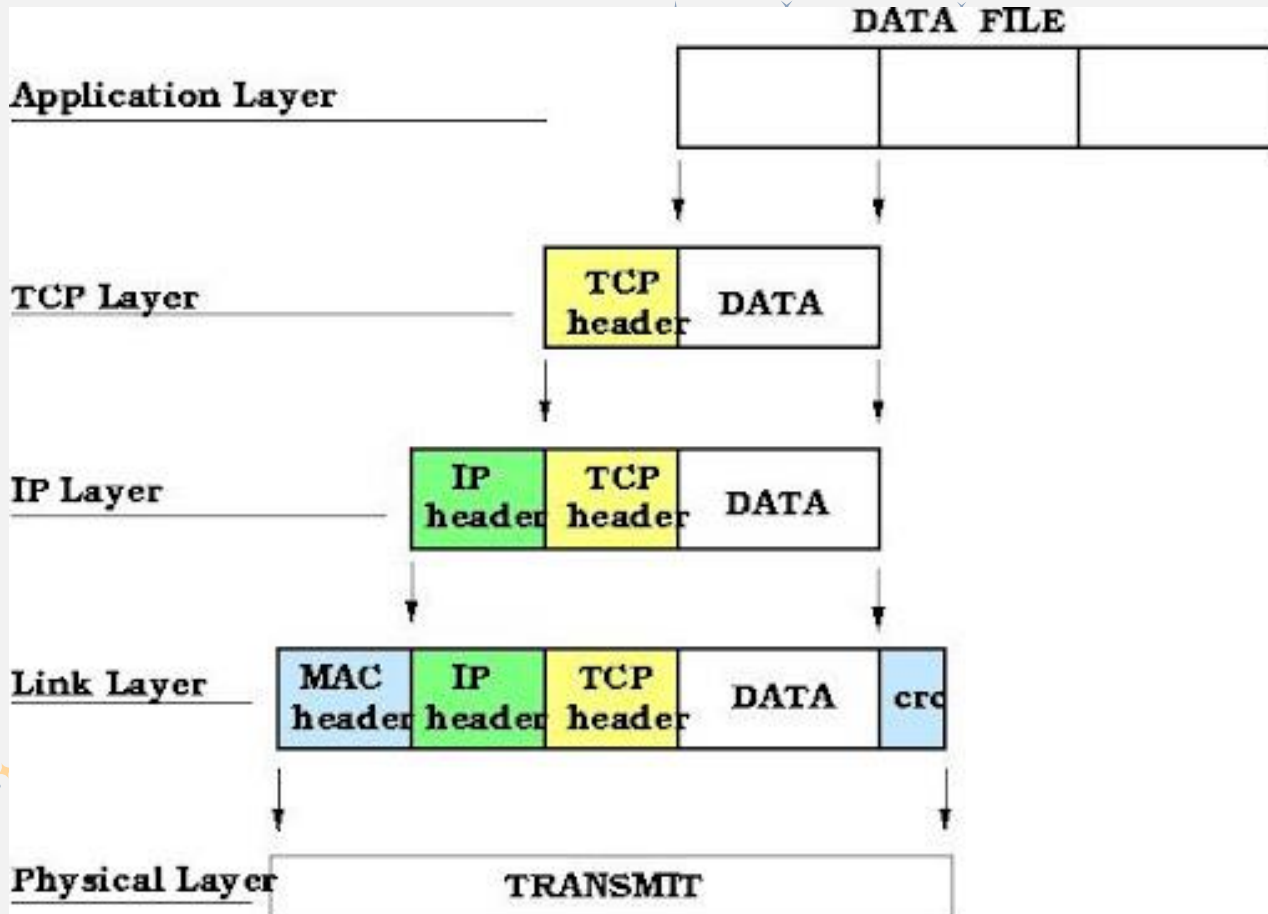 DATA FILE
Application Layer
TCP Layer
TCP
header
DATA
IP Layer
IP
header
TCP
header
DATA
Link Layer
MAC
header
IP
header
TCP
header
DATA
crc
Physical Layer
TRANSMIT